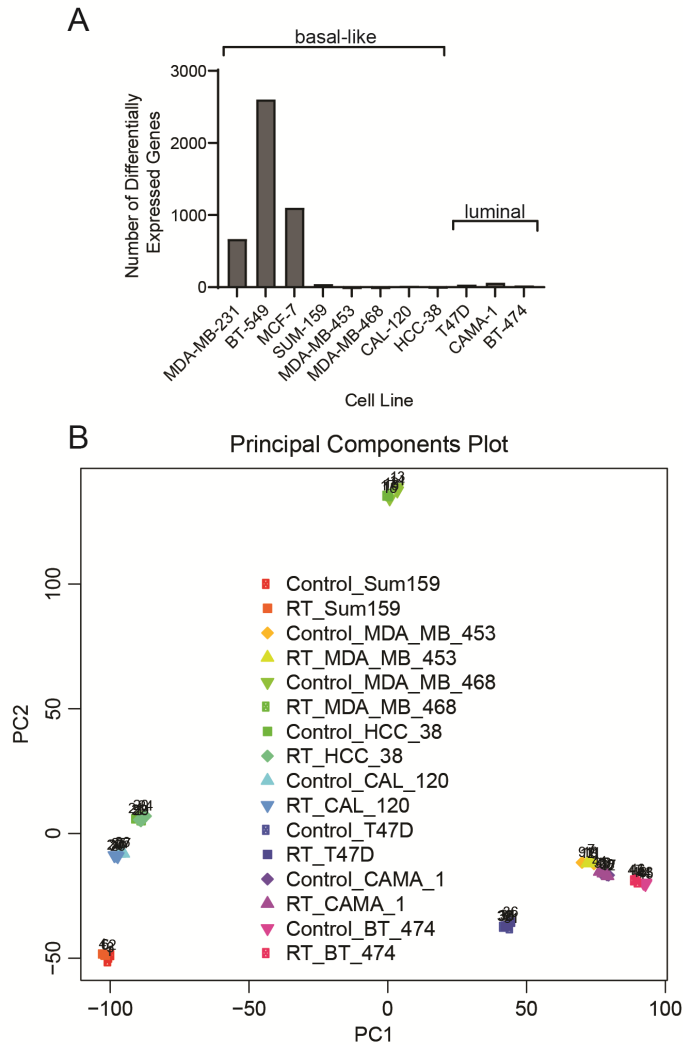 A
basal-like
3000
2000
1000
0
Number of Differentially
Expressed Genes
luminal
MDA-MB-231
BT-549
MCF-7
SUM-159
MDA-MB-453
MDA-MB-468
CAL-120
HCC-38
T47D
CAMA-1
BT-474
Cell Line
B
Principal Components Plot
PC2
100
50
0
−50
Control_Sum159
RT_Sum159
Control_MDA_MB_453
RT_MDA_MB_453
Control_MDA_MB_468
RT_MDA_MB_468
Control_HCC_38
RT_HCC_38
Control_CAL_120
RT_CAL_120
Control_T47D
RT_T47D
Control_CAMA_1
RT_CAMA_1
Control_BT_474
RT_BT_474
−100
−50
0
50
100
PC1